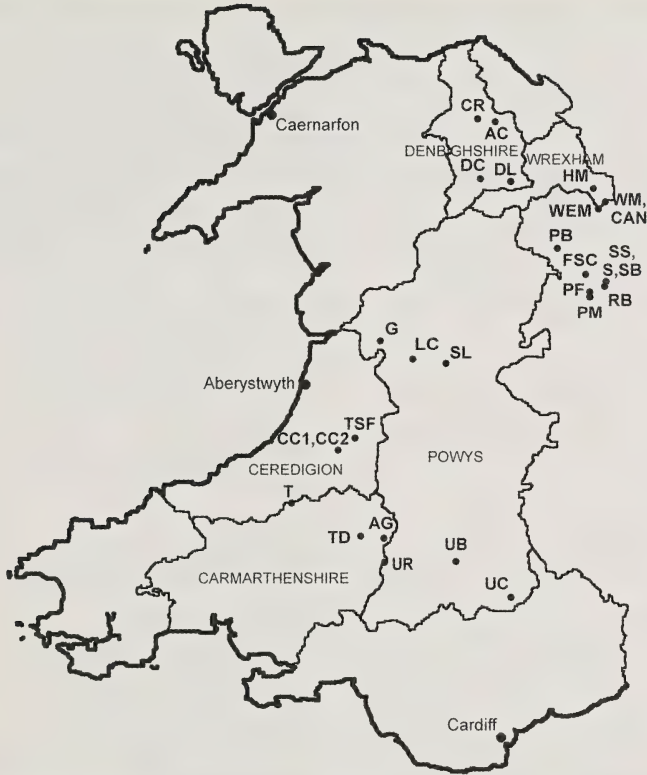 CR
Caernarfon
AC
DENBIGHSHIRE
WREXHAM
DC
DL
HM
WM,
CAN
WEM
PB
SS,
FSC
S,SB
PF
RB
PM
G
LC
SL
Aberystwyth
TSF
CC1,CC2
CEREDIGION
POWYS
T
TD
AG
UR
UB
CARMARTHENSHIRE
UC
Cardiff